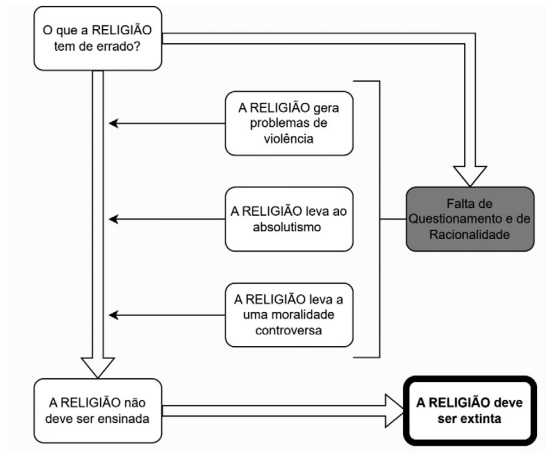 O que a RELIGIÃO
tem de errado?
A RELIGIÃO gera
problemas de
violência
A RELIGIÃO leva ao
absolutismo
Falta de
Questionamento e de
Racionalidade
A RELIGIÃO leva a
uma moralidade
controversa
A RELIGIÃO não
deve ser ensinada
A RELIGIÃO deve
ser extinta